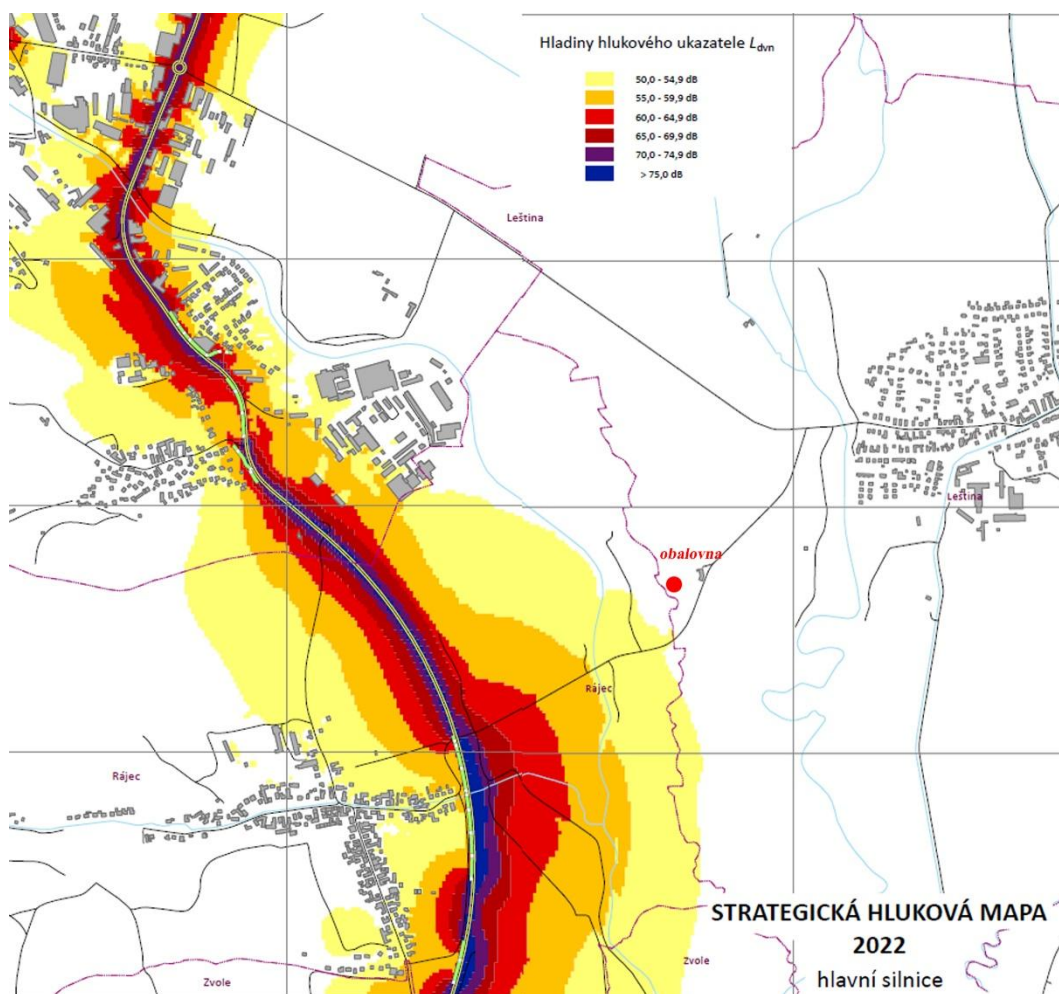 Hladiny hlukového ukazatele Ldvn
50,0 - 54,9 dB
55,0 - 59,9 dB
60,0 - 64,9 dB
65,0 - 69,9 dB
70,0 - 74,9 dB
> 75,0 dB
Leština
Leština
obalovna
Rájec
Rájec
STRATEGICKÁ HLUKOVÁ MAPA
2022
hlavní silnice
Zvole
Zvole